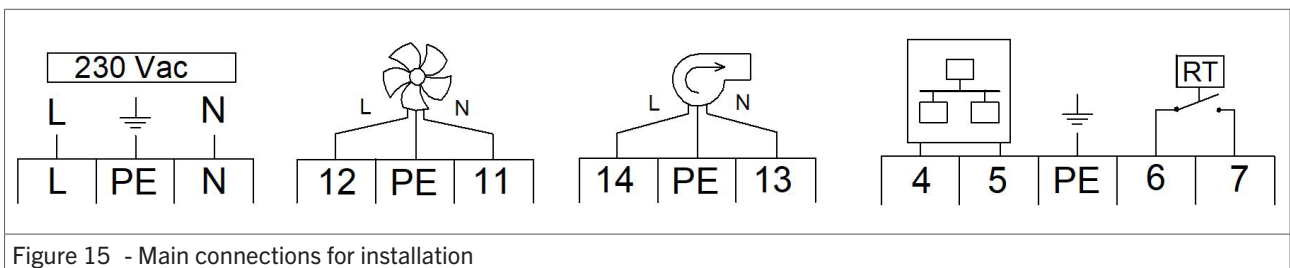 230 Vac
L N L N L N RT
L PE N 12 PE 11 14 PE 13 4 5 PE 6 7
Figure 15 - Main connections for installation